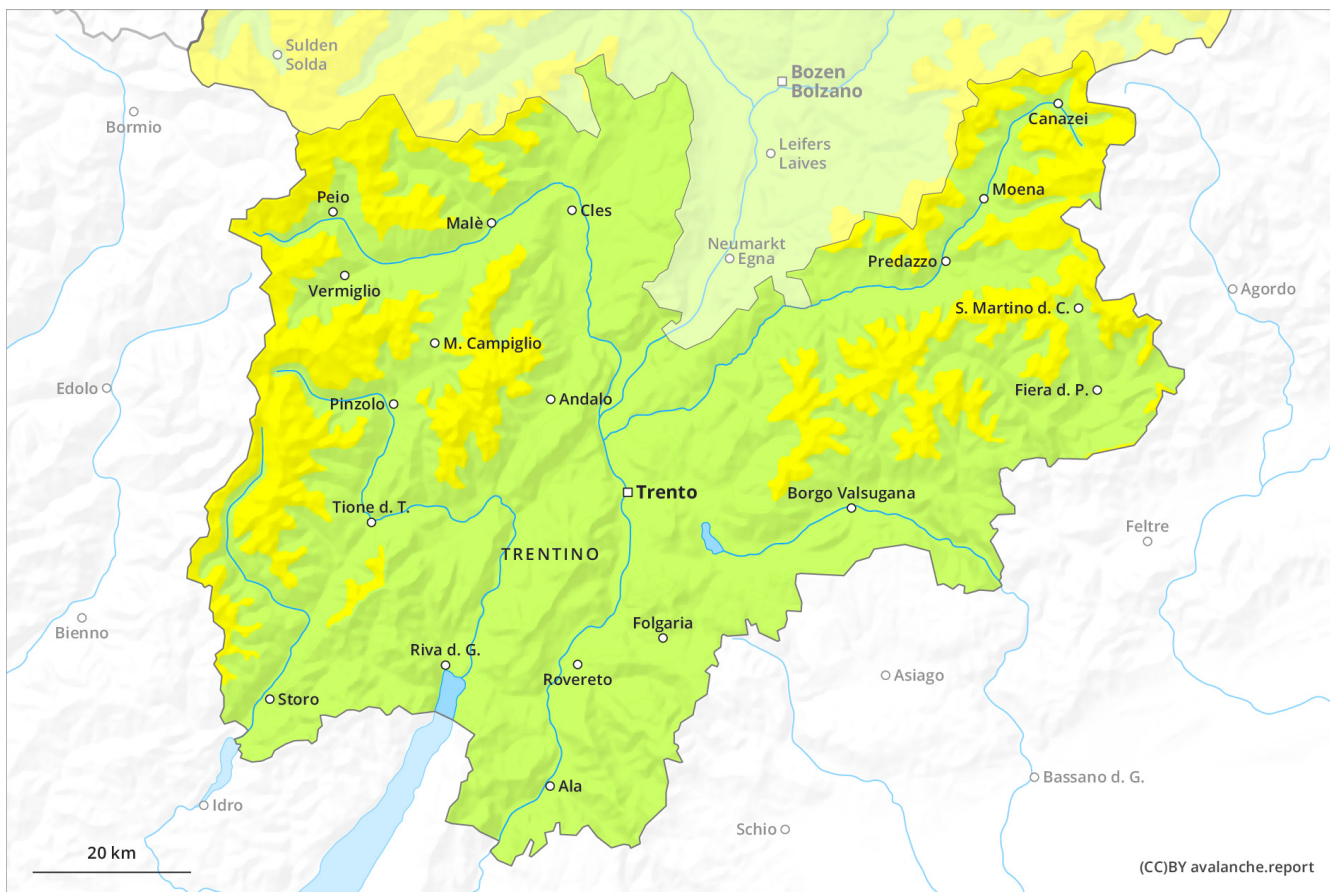 Sulden
Solda
Bozen
Bolzano
Bormio
Canazei
Leifers
Laives
Moena
Peio
Malè
Cles
Neumarkt
Egna
Predazzo
Vermiglio
Agordo
S. Martino d. C.
M. Campiglio
Edolo
Pinzolo
Andalo
Fiera d. P.
Trento
Borgo Valsugana
Tione d. T.
Feltre
TRENTINO
Bienno
Folgaria
Riva d. G.
Rovereto
Asiago
Storo
Ala
Bassano d. G.
Idro
Schio
20 km
(CC)BY avalanche.report